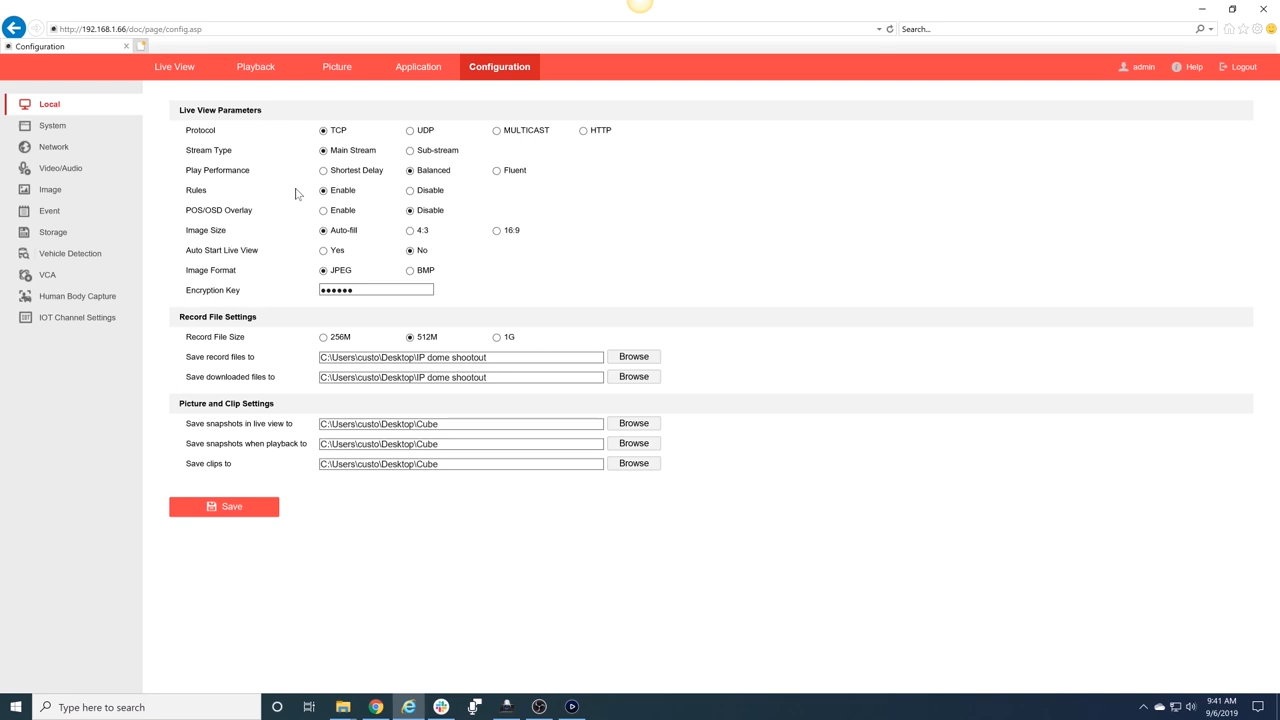 http://192.168.1.66/doc/page/config.asp
Search...
Configuration
Live View Playback Picture Application Configuration admin Help Logout
Local
System
Network
Video/Audio
Image
Event
Storage
Vehicle Detection
VCA
Human Body Capture
IOT Channel Settings
Live View Parameters
Protocol TCP UDP MULTICAST HTTP
Stream Type Main Stream Sub-stream
Play Performance Shortest Delay Balanced Fluent
Rules Enable Disable
POS/OSD Overlay Enable Disable
Image Size Auto-fill 4:3 16:9
Auto Start Live View Yes No
Image Format JPEG BMP
Encryption Key ••••••
Record File Settings
Record File Size 256M 512M 1G
Save record files to C:\Users\custo\Desktop\IP dome shootout Browse
Save downloaded files to C:\Users\custo\Desktop\IP dome shootout Browse
Picture and Clip Settings
Save snapshots in live view to C:\Users\custo\Desktop\Cube Browse
Save snapshots when playback to C:\Users\custo\Desktop\Cube Browse
Save clips to C:\Users\custo\Desktop\Cube Browse
Save
Type here to search
9:41 AM
9/6/2019